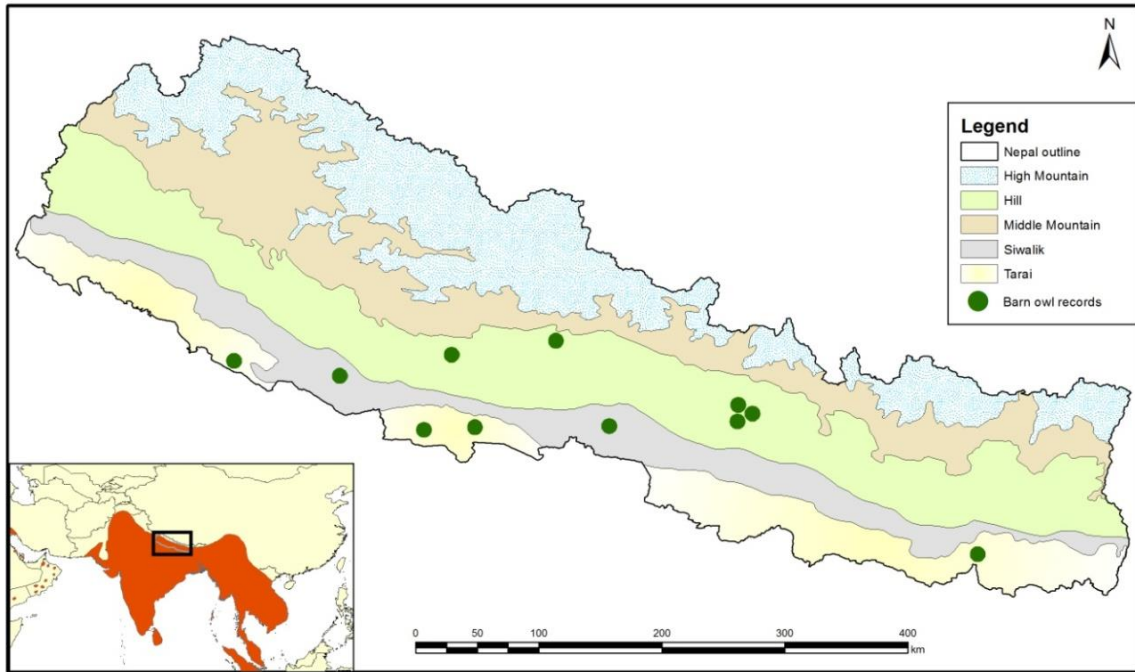 N
Legend
Nepal outline
High Mountain
Hill
Middle Mountain
Siwalik
Tarai
Barn owl records
0 50 100 200 300 400
km